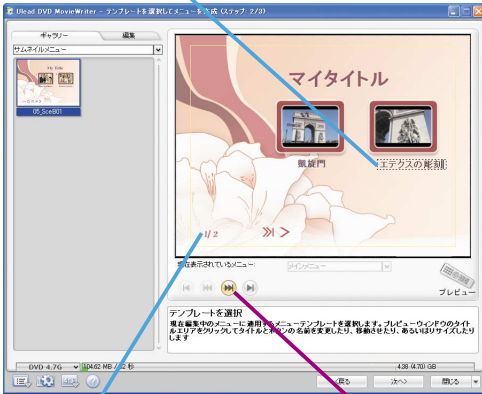 Ulead DVD MovieWriter - テンプレートを選択してメニューを作成 (ステップ: 2/3)
ギャラリー
編集
サムネイルメニュー
My Title
05_Sce801
マイタイトル
凱旋門
エテクスの彫刻
1/2
現在表示されているメニュー:
メインメニュー
プレビュー
テンプレートを選択
現在編集中のメニューに適用するメニューテンプレートを選択します。プレビューウィンドウのタイト
ルエリアをクリックしてタイトルとボタンの名前を変更したり、移動させたり、あるいはリサイズしたり
します
DVD 4.7G
104.62 MB /
秒
4.38 (4.70) GB
<戻る
次へ>
閉じる